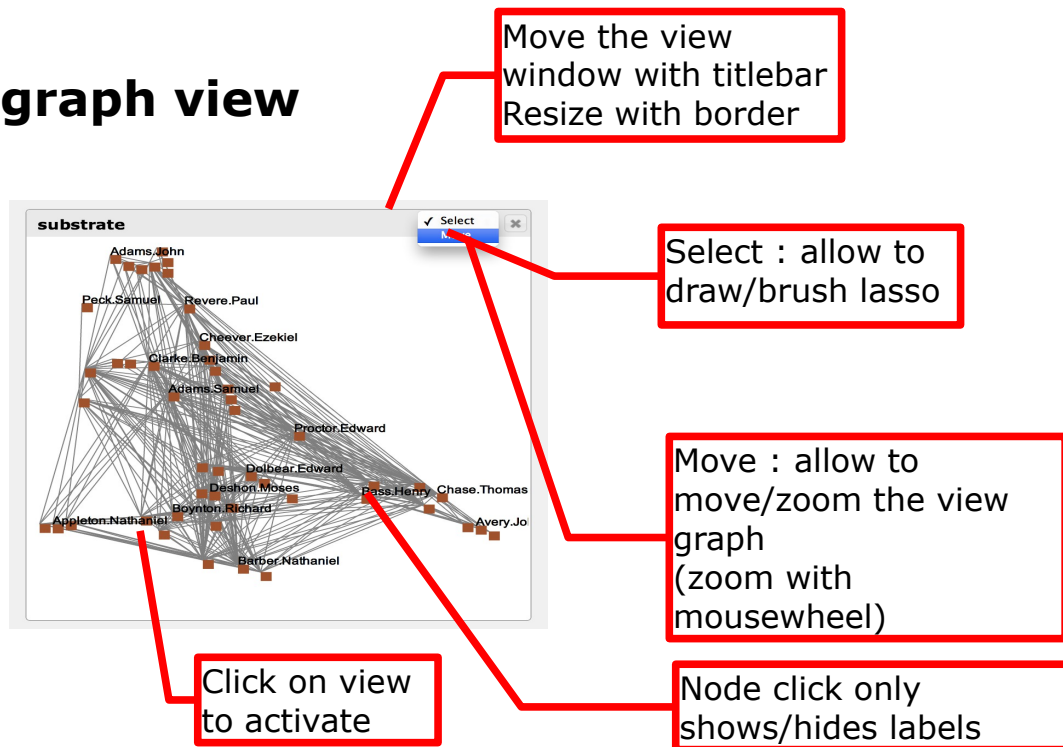 Move the view
window with titlebar
Resize with border
graph view
substrate
✓ Select
Move
Adams.John
Peck.Samuel
Revere.Paul
Cheever.Ezekiel
Clarke.Benjamin
Adams.Samuel
Proctor.Edward
Dolbear.Edward
Deshon.Moses
Bass.Henry
Chase.Thomas
Boynton.Richard
Appleton.Nathaniel
Avery.Jo
Barber.Nathaniel
Select : allow to
draw/brush lasso
Move : allow to
move/zoom the view
graph
(zoom with
mousewheel)
Click on view
to activate
Node click only
shows/hides labels